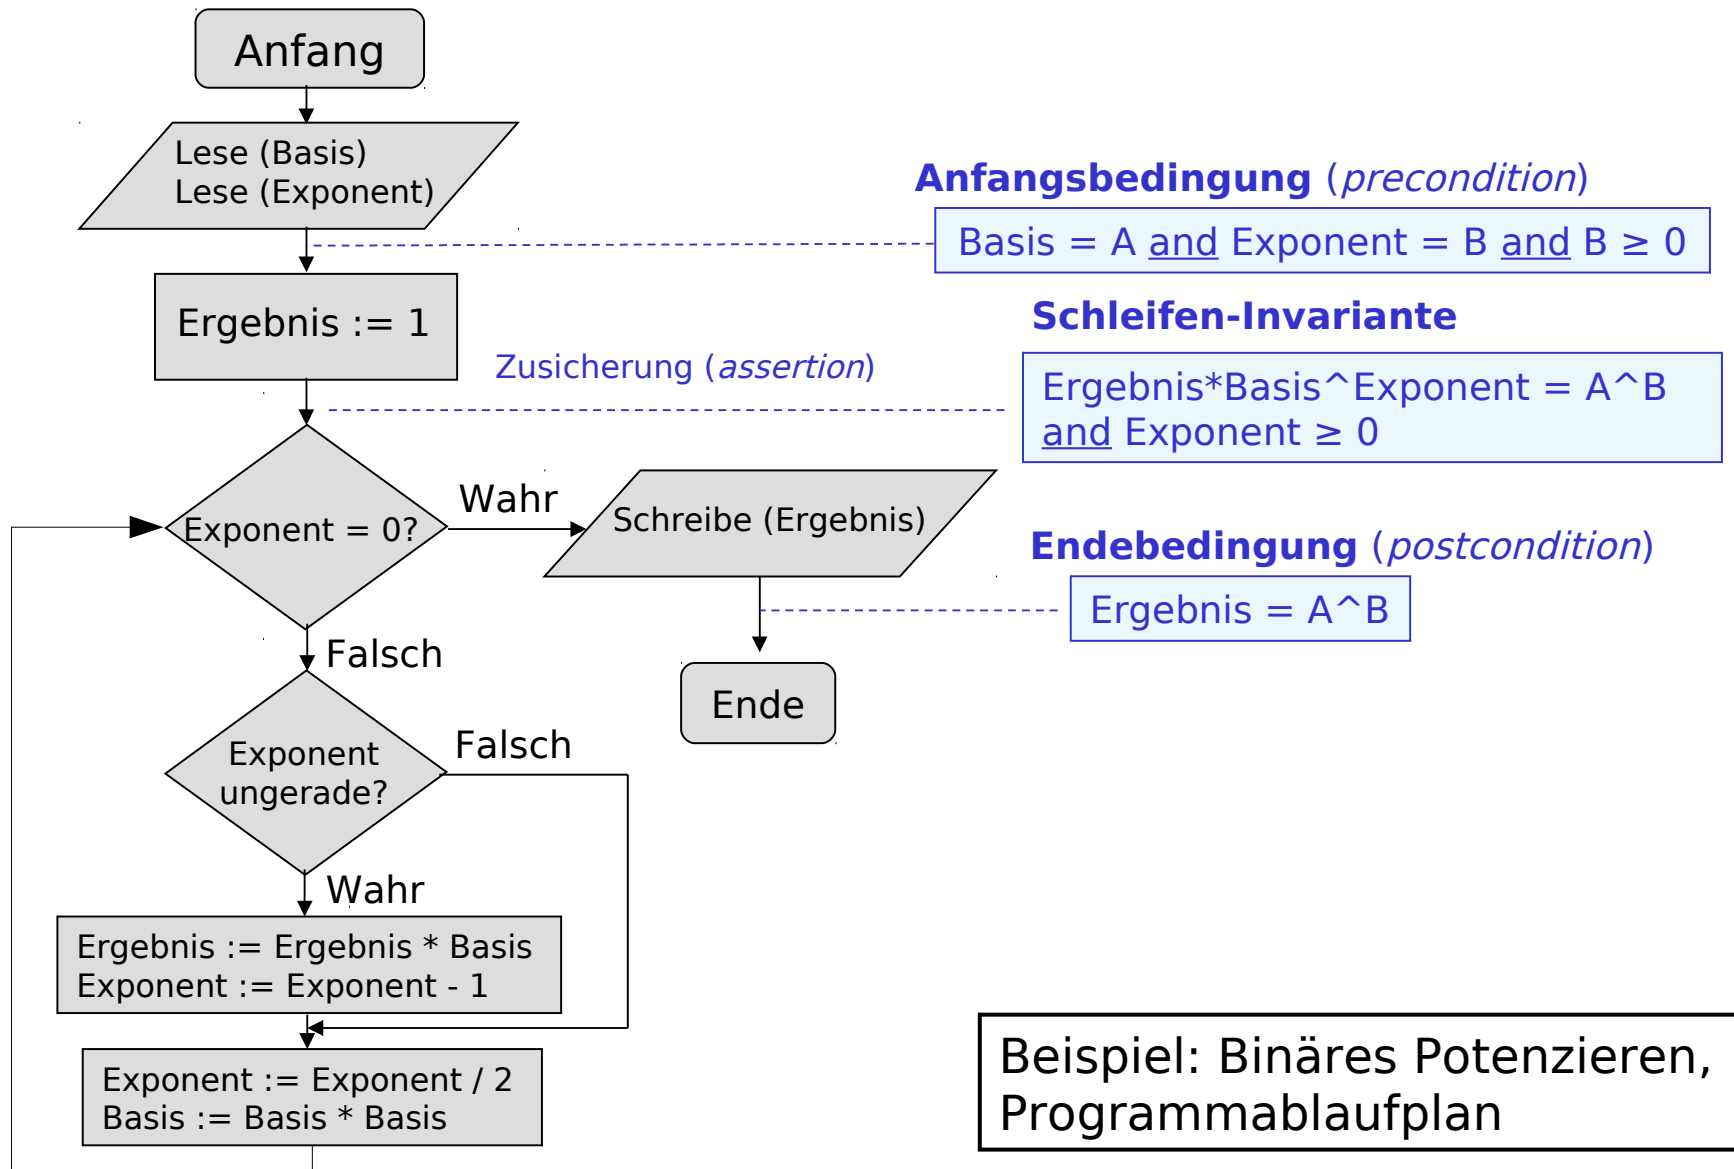 Anfang
Lese (Basis)
Lese (Exponent)
Anfangsbedingung (precondition)
Basis = A and Exponent = B and B ≥ 0
Ergebnis := 1
Schleifen-Invariante
Zusicherung (assertion)
Ergebnis*Basis^Exponent = A^B
and Exponent ≥ 0
Exponent = 0?
Wahr
Schreibe (Ergebnis)
Endebedingung (postcondition)
Ergebnis = A^B
Falsch
Ende
Exponent
ungerade?
Falsch
Wahr
Ergebnis := Ergebnis * Basis
Exponent := Exponent - 1
Exponent := Exponent / 2
Basis := Basis * Basis
Beispiel: Binäres Potenzieren,
Programmablaufplan